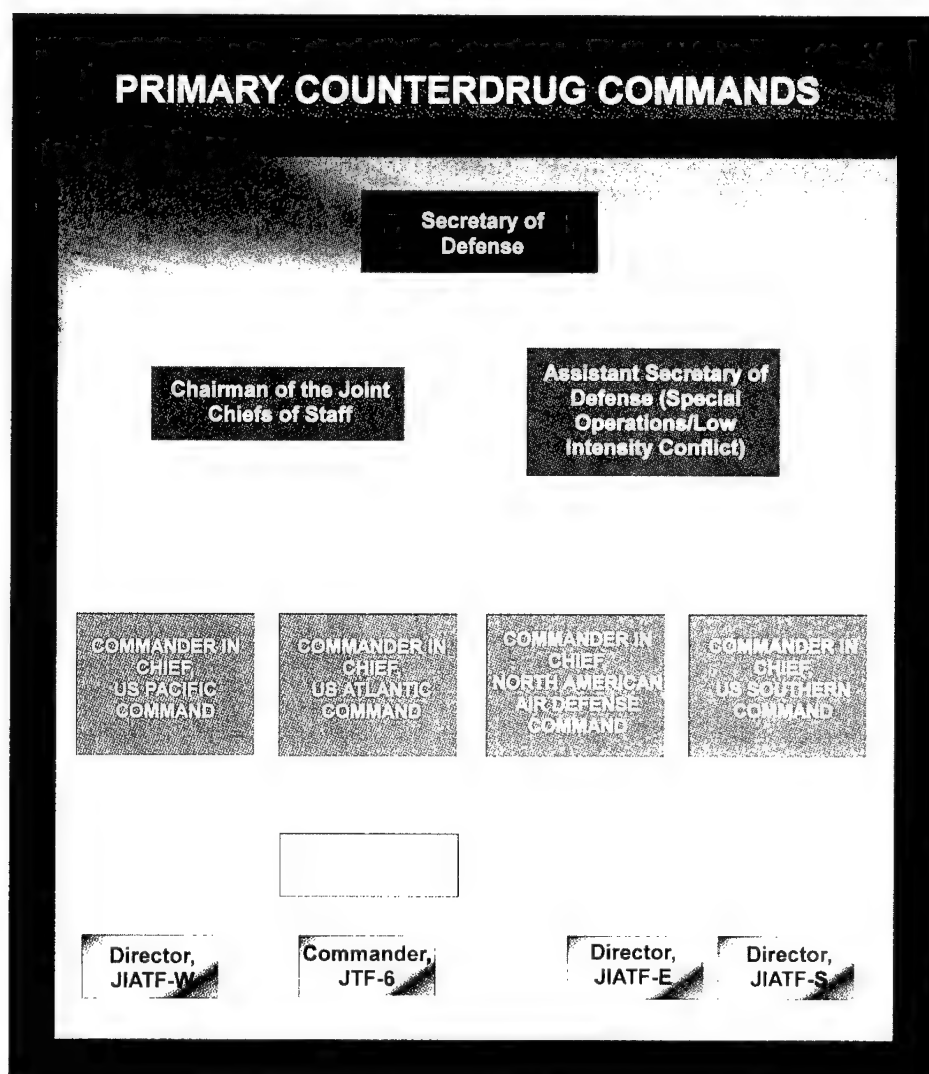 PRIMARY COUNTERDRUG COMMANDS
Secretary of
Defense
Chairman of the Joint
Chiefs of Staff
Assistant Secretary of
Defense (Special
Operations/Low
Intensity Conflict)
COMMANDER IN
CHIEF,
US PACIFIC
COMMAND
COMMANDER IN
CHIEF,
US ATLANTIC
COMMAND
COMMANDER IN
CHIEF,
NORTH AMERICAN
AIR DEFENSE
COMMAND
COMMANDER IN
CHIEF,
US SOUTHERN
COMMAND
Director,
JIATF-W
Commander,
JTF-6
Director,
JIATF-E
Director,
JIATF-S